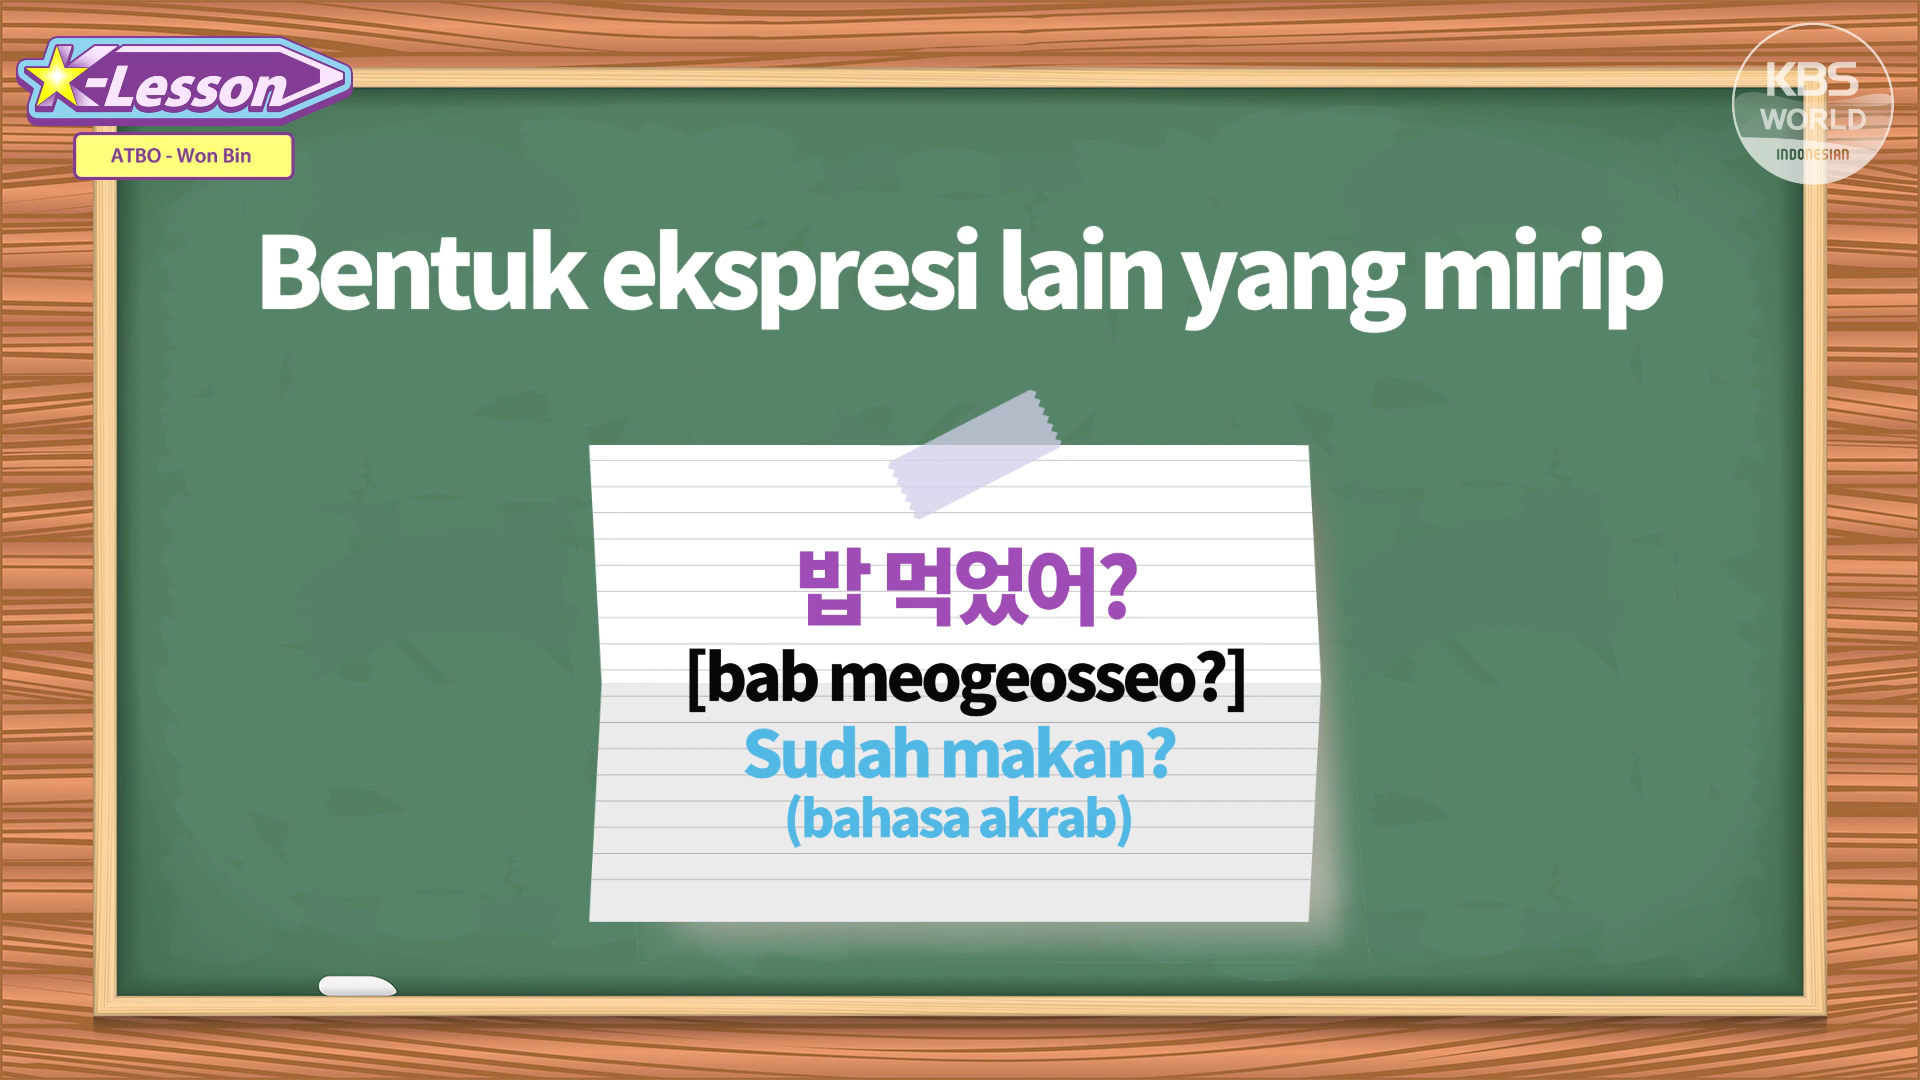 K-Lesson
ATBO - Won Bin
KBS
WORLD
INDONESIAN
Bentuk ekspresi lain yang mirip
밥 먹었어?
[bab meogeosseo?]
Sudah makan?
(bahasa akrab)